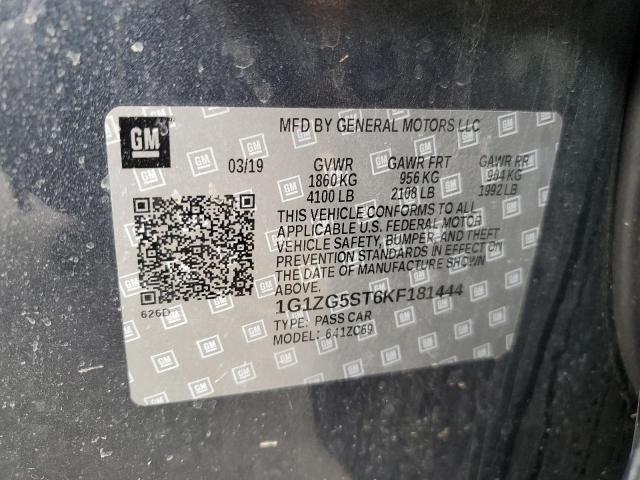 GM
MFD BY GENERAL MOTORS LLC
03/19 GVWR GAWR FRT GAWR RR
1860 KG 956 KG 904 KG
4100 LB 2108 LB 1992 LB
THIS VEHICLE CONFORMS TO ALL
APPLICABLE U.S. FEDERAL MOTOR
VEHICLE SAFETY, BUMPER, AND THEFT
PREVENTION STANDARDS IN EFFECT ON
THE DATE OF MANUFACTURE SHOWN
ABOVE.
1G1ZG5ST6KF181444
626D
TYPE: PASS CAR
MODEL: 641ZC69